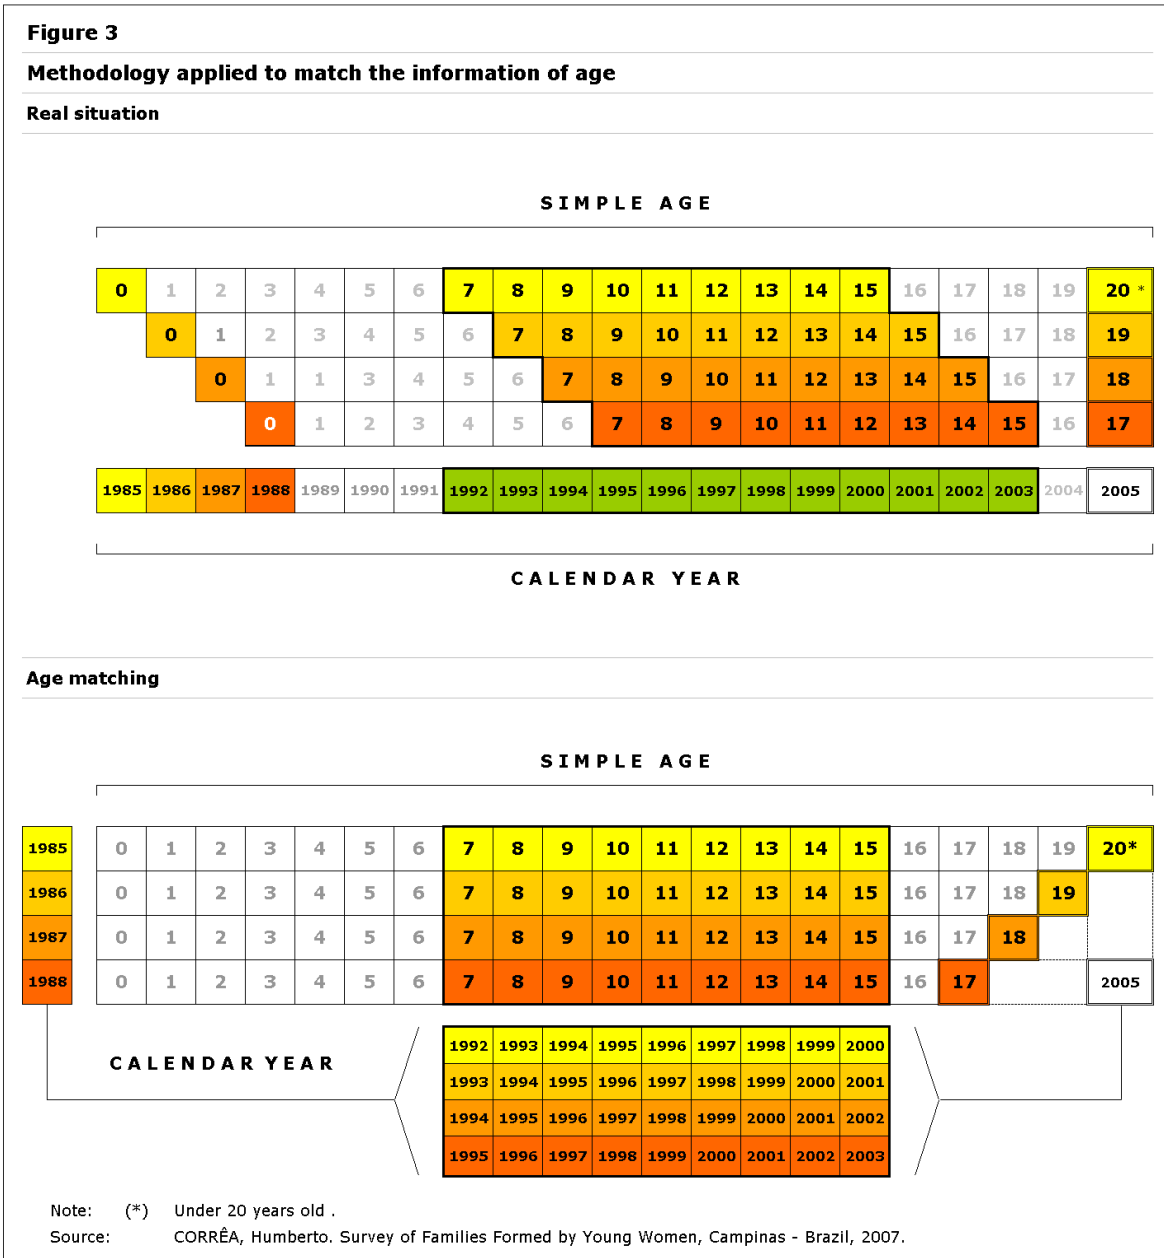 Figure 3
Methodology applied to match the information of age
Real situation
SIMPLE AGE
0 1 2 3 4 5 6 7 8 9 10 11 12 13 14 15 16 17 18 19 20 *
0 1 2 3 4 5 6 7 8 9 10 11 12 13 14 15 16 17 18 19
0 1 1 3 4 5 6 7 8 9 10 11 12 13 14 15 16 17 18
0 1 2 3 4 5 6 7 8 9 10 11 12 13 14 15 16 17
1985 1986 1987 1988 1989 1990 1991 1992 1993 1994 1995 1996 1997 1998 1999 2000 2001 2002 2003 2004 2005
CALENDAR YEAR
Age matching
SIMPLE AGE
1985 0 1 2 3 4 5 6 7 8 9 10 11 12 13 14 15 16 17 18 19 20*
1986 0 1 2 3 4 5 6 7 8 9 10 11 12 13 14 15 16 17 18 19
1987 0 1 2 3 4 5 6 7 8 9 10 11 12 13 14 15 16 17 18
1988 0 1 2 3 4 5 6 7 8 9 10 11 12 13 14 15 16 17 2005
CALENDAR YEAR
1992 1993 1994 1995 1996 1997 1998 1999 2000
1993 1994 1995 1996 1997 1998 1999 2000 2001
1994 1995 1996 1997 1998 1999 2000 2001 2002
1995 1996 1997 1998 1999 2000 2001 2002 2003
Note: (*) Under 20 years old .
Source: CORRÊA, Humberto. Survey of Families Formed by Young Women, Campinas - Brazil, 2007.